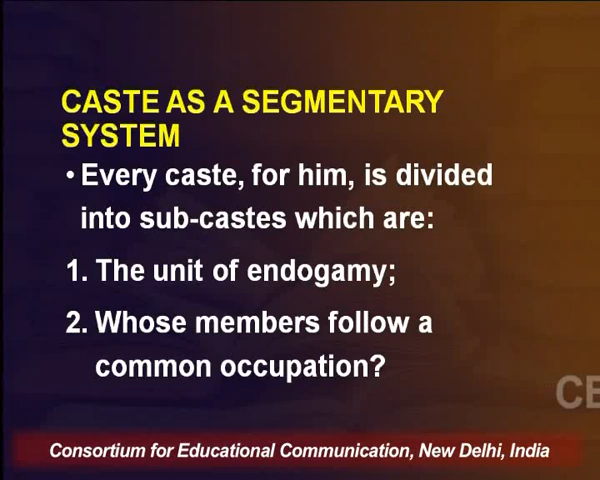 CASTE AS A SEGMENTARY
SYSTEM
• Every caste, for him, is divided
into sub-castes which are:
1. The unit of endogamy;
2. Whose members follow a
common occupation?
CE
Consortium for Educational Communication, New Delhi, India